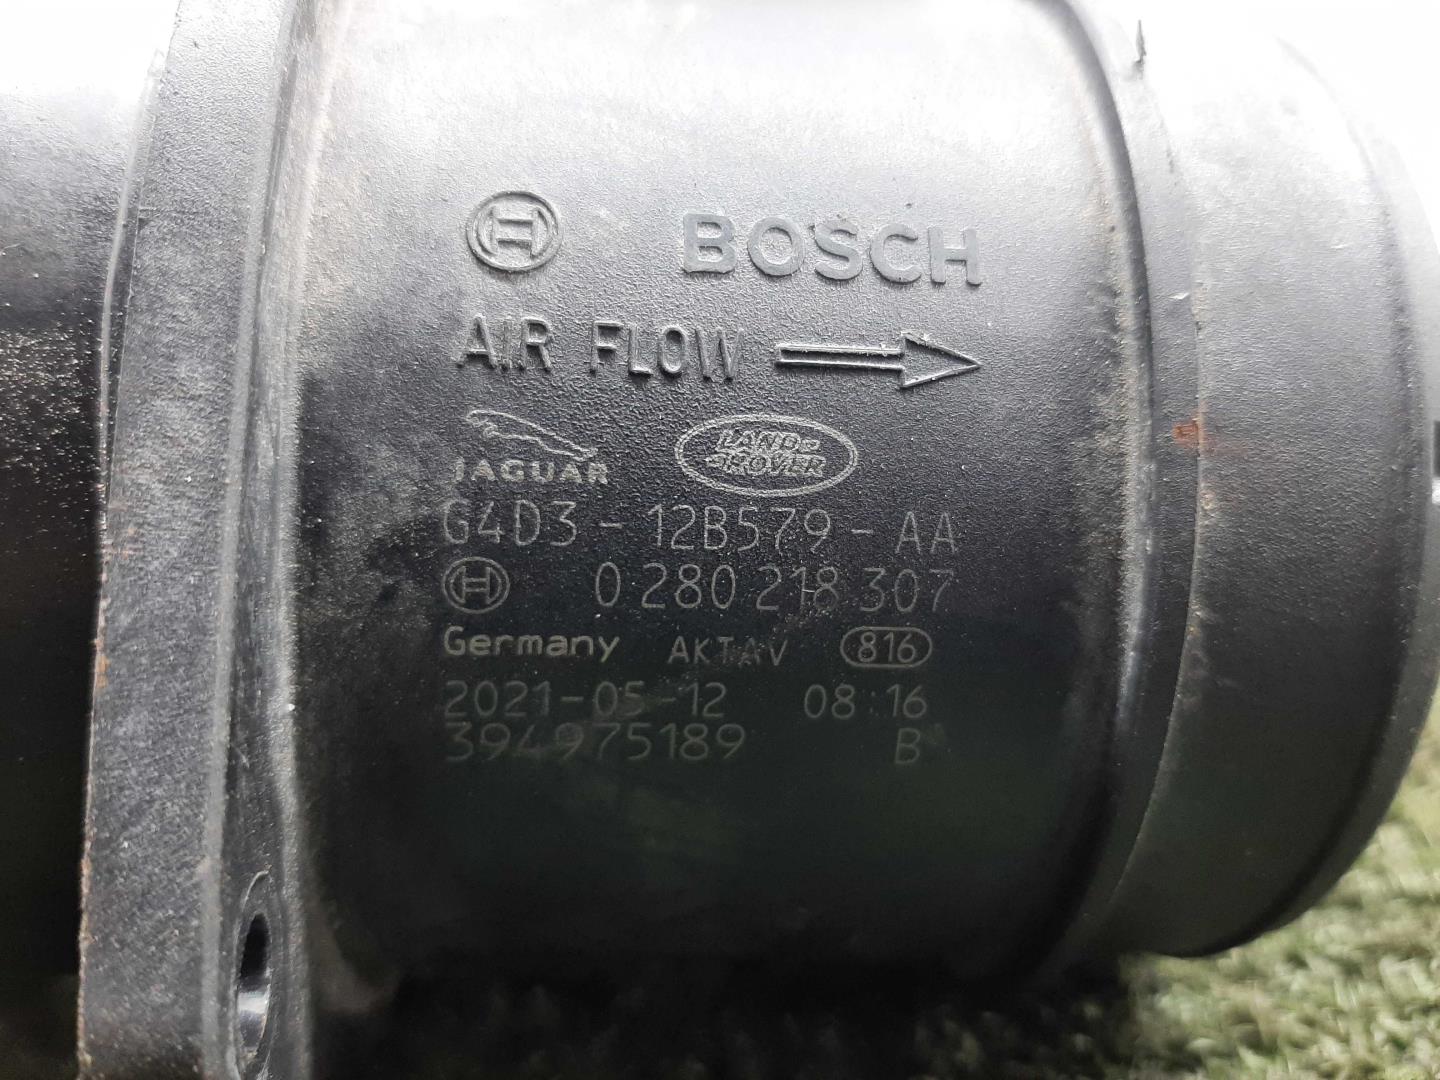 BOSCH
AIR FLOW
JAGUAR LAND ROVER
G4D3 - 12B579 - AA
0 280 218 307
Germany AKTAV 816
2021-05-12 08:16
394975189 B